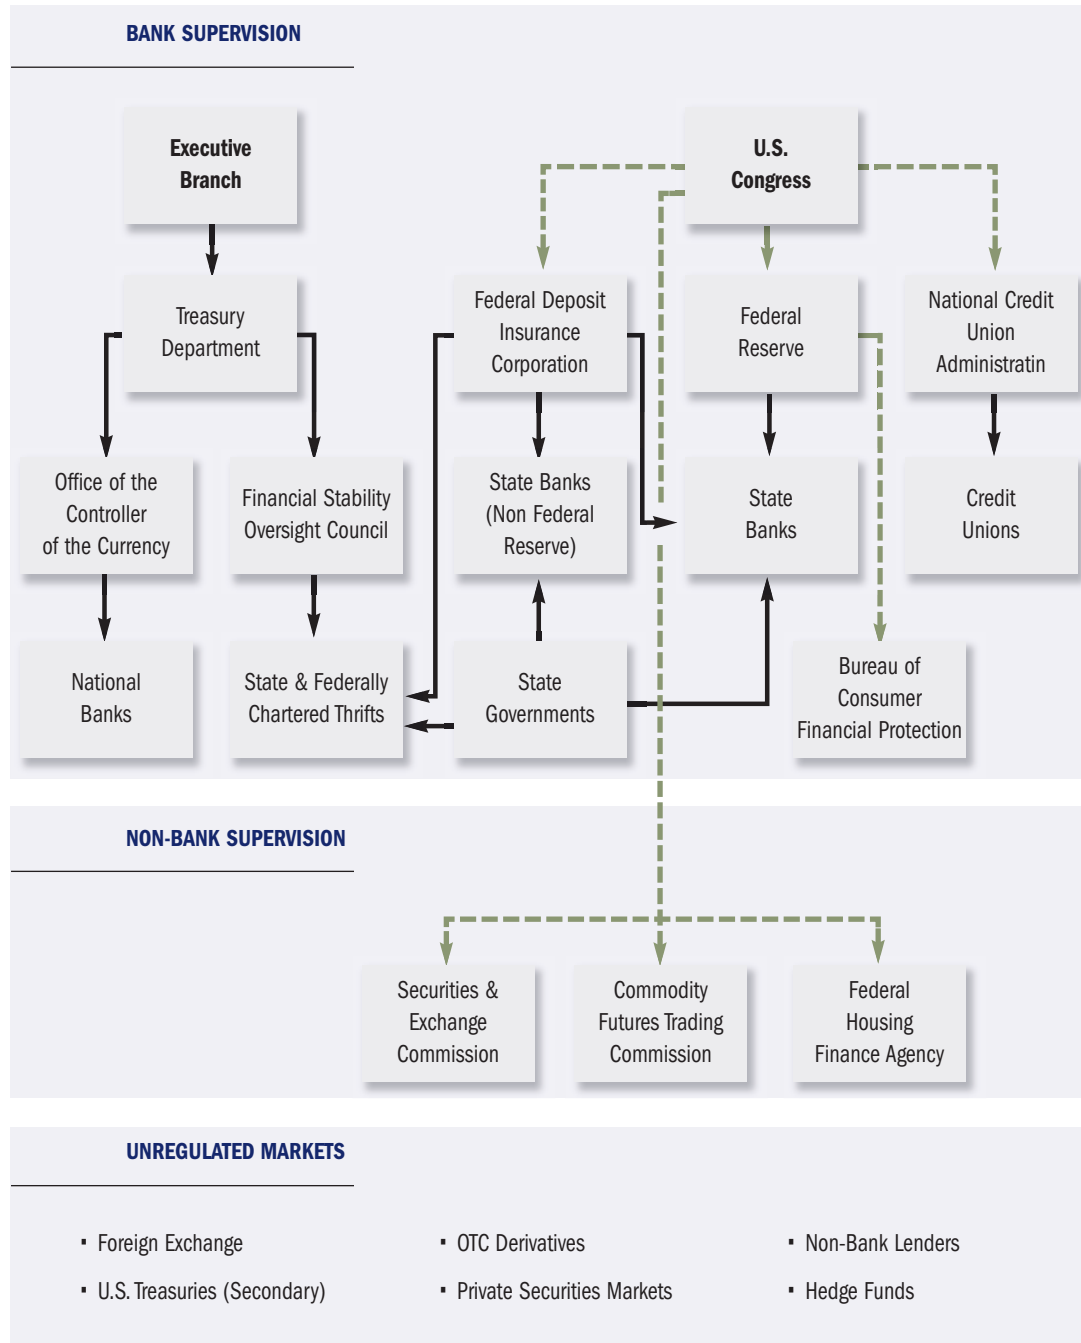 BANK SUPERVISION
Executive
Branch
U.S.
Congress
Treasury
Department
Federal Deposit
Insurance
Corporation
Federal
Reserve
National Credit
Union
Administratin
Office of the
Controller
of the Currency
Financial Stability
Oversight Council
State Banks
(Non Federal
Reserve)
State
Banks
Credit
Unions
National
Banks
State & Federally
Chartered Thrifts
State
Governments
Bureau of
Consumer
Financial Protection
NON-BANK SUPERVISION
Securities &
Exchange
Commission
Commodity
Futures Trading
Commission
Federal
Housing
Finance Agency
UNREGULATED MARKETS
▪ Foreign Exchange
▪ U.S. Treasuries (Secondary)
▪ OTC Derivatives
▪ Private Securities Markets
▪ Non-Bank Lenders
▪ Hedge Funds